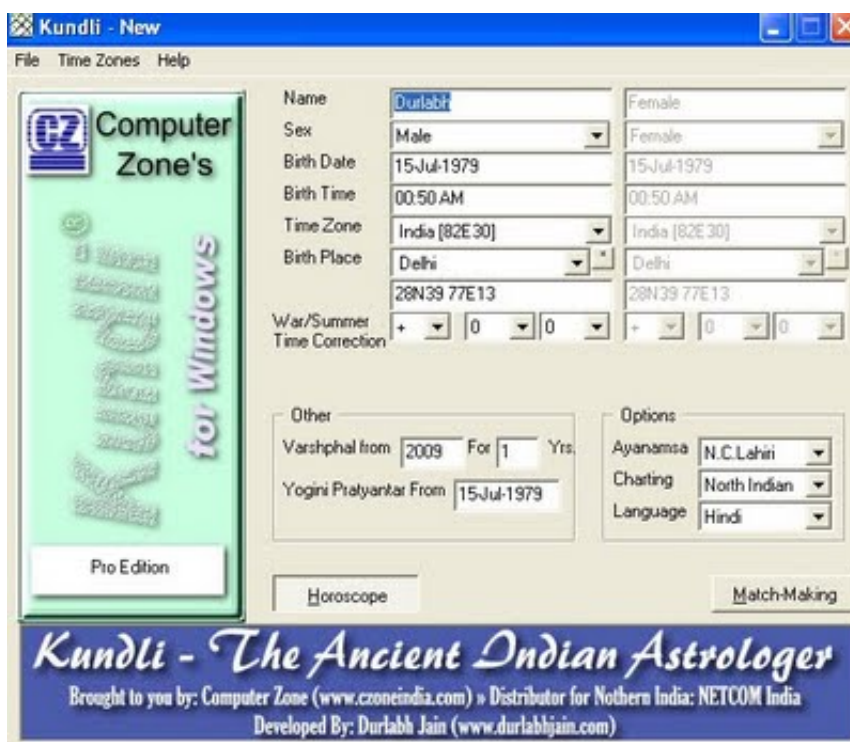 Kundli - New
File Time Zones Help
CZ Computer
Zone's
Kundli®
for Windows
Pro Edition
Name Durlabh Female
Sex Male Female
Birth Date 15-Jul-1979 15-Jul-1979
Birth Time 00:50 AM 00:50 AM
Time Zone India [82E30] India [82E30]
Birth Place Delhi * Delhi
28N39 77E13 28N39 77E13
War/Summer
Time Correction + 0 0 + 0 0
Other
Varshphal from 2009 For 1 Yrs.
Yogini Pratyantar From 15-Jul-1979
Options
Ayanamsa N.C.Lahiri
Charting North Indian
Language Hindi
Horoscope Match-Making
Kundli - The Ancient Indian Astrologer
Brought to you by: Computer Zone (www.czoneindia.com) » Distributor for Nothern India: NETCOM India
Developed By: Durlabh Jain (www.durlabhjain.com)